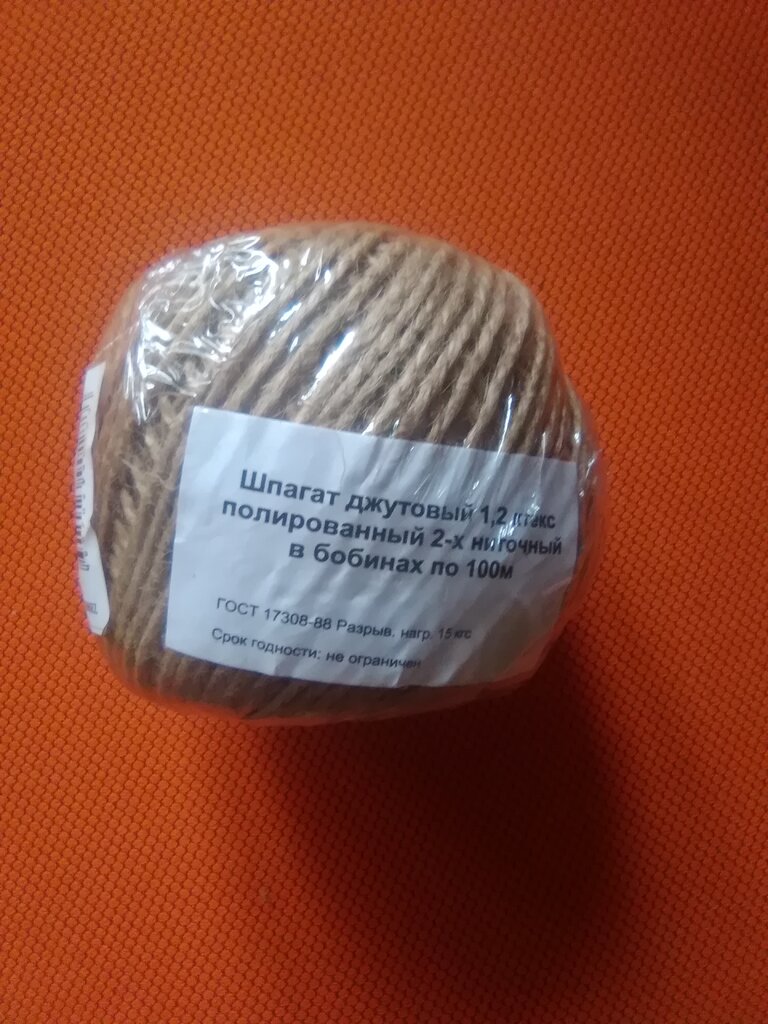 Шпагат джутовый 1,2 ктекс
полированный 2-х ниточный
в бобинах по 100м
ГОСТ 17308-88 Разрыв. нагр. 15 кгс
Срок годности: не ограничен